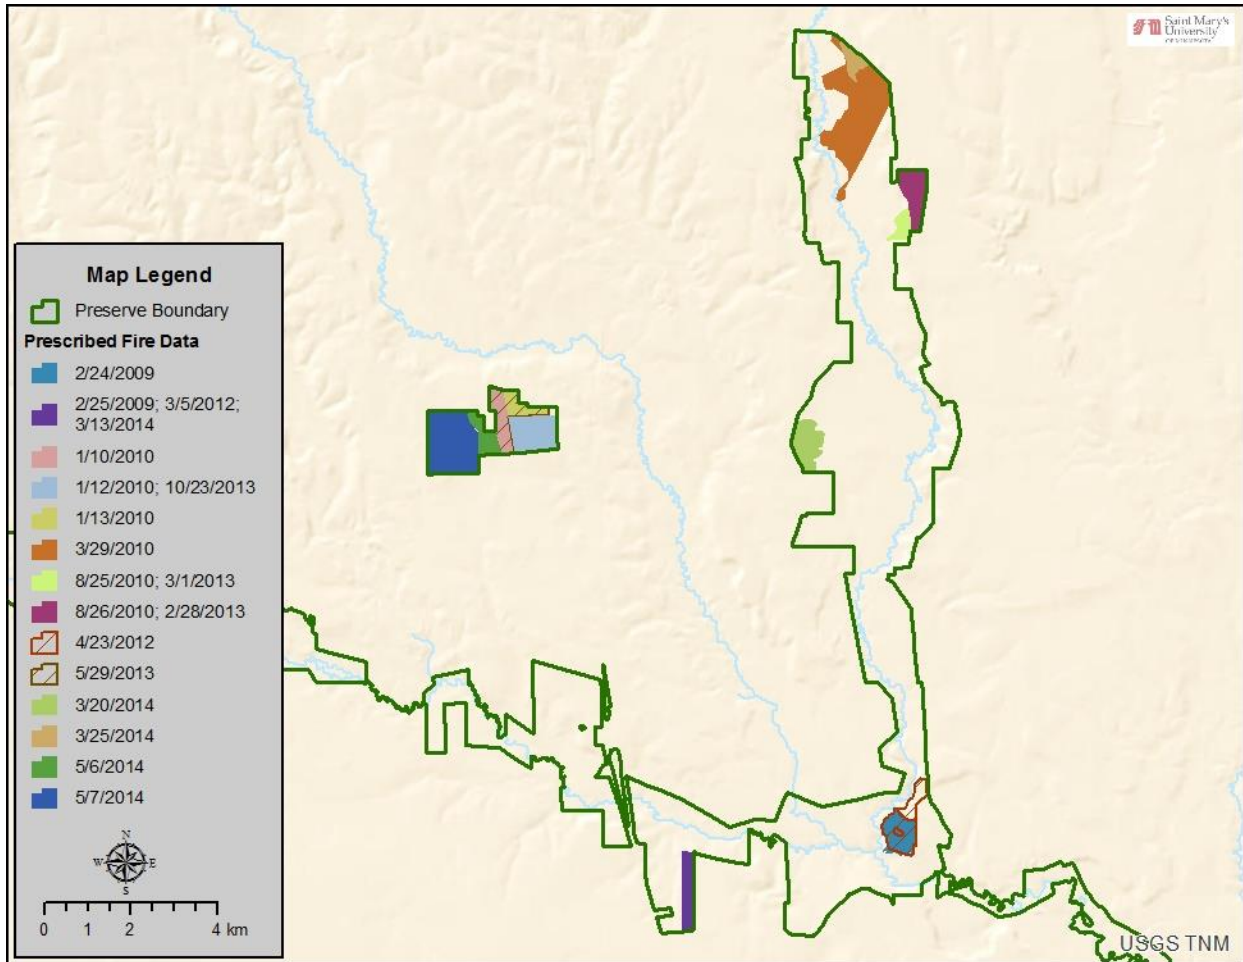 Saint Mary's
University
Map Legend
Preserve Boundary
Prescribed Fire Data
2/24/2009
2/25/2009; 3/5/2012;
3/13/2014
1/10/2010
1/12/2010; 10/23/2013
1/13/2010
3/29/2010
8/25/2010; 3/1/2013
8/26/2010; 2/28/2013
4/23/2012
5/29/2013
3/20/2014
3/25/2014
5/6/2014
5/7/2014
N
W E
S
0 1 2 4 km
USGS TNM